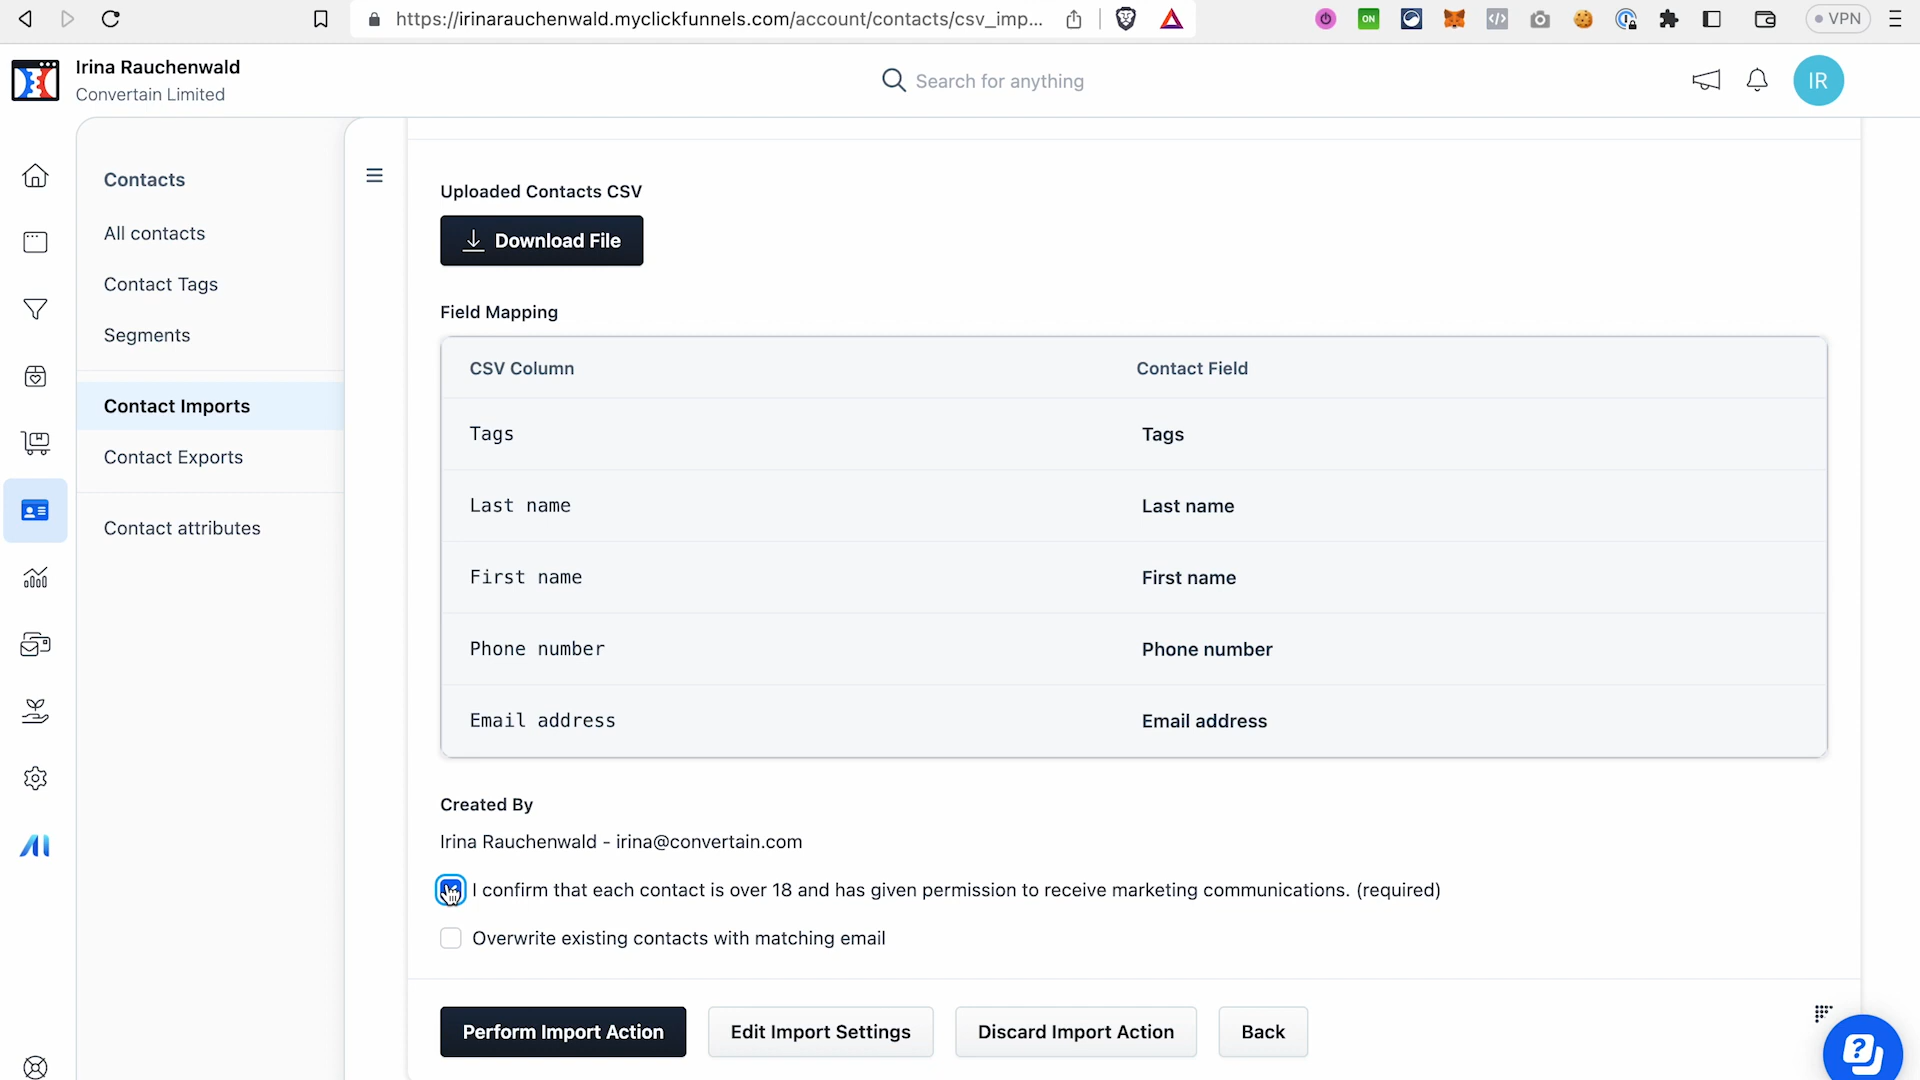 https://irinarauchenwald.myclickfunnels.com/account/contacts/csv_imp...
ON
VPN
Irina Rauchenwald
Convertain Limited
Search for anything
IR
Contacts
All contacts
Contact Tags
Segments
Contact Imports
Contact Exports
Contact attributes
Uploaded Contacts CSV
Download File
Field Mapping
CSV Column Contact Field
Tags Tags
Last name Last name
First name First name
Phone number Phone number
Email address Email address
Created By
Irina Rauchenwald - irina@convertain.com
I confirm that each contact is over 18 and has given permission to receive marketing communications. (required)
Overwrite existing contacts with matching email
Perform Import Action Edit Import Settings Discard Import Action Back
AI